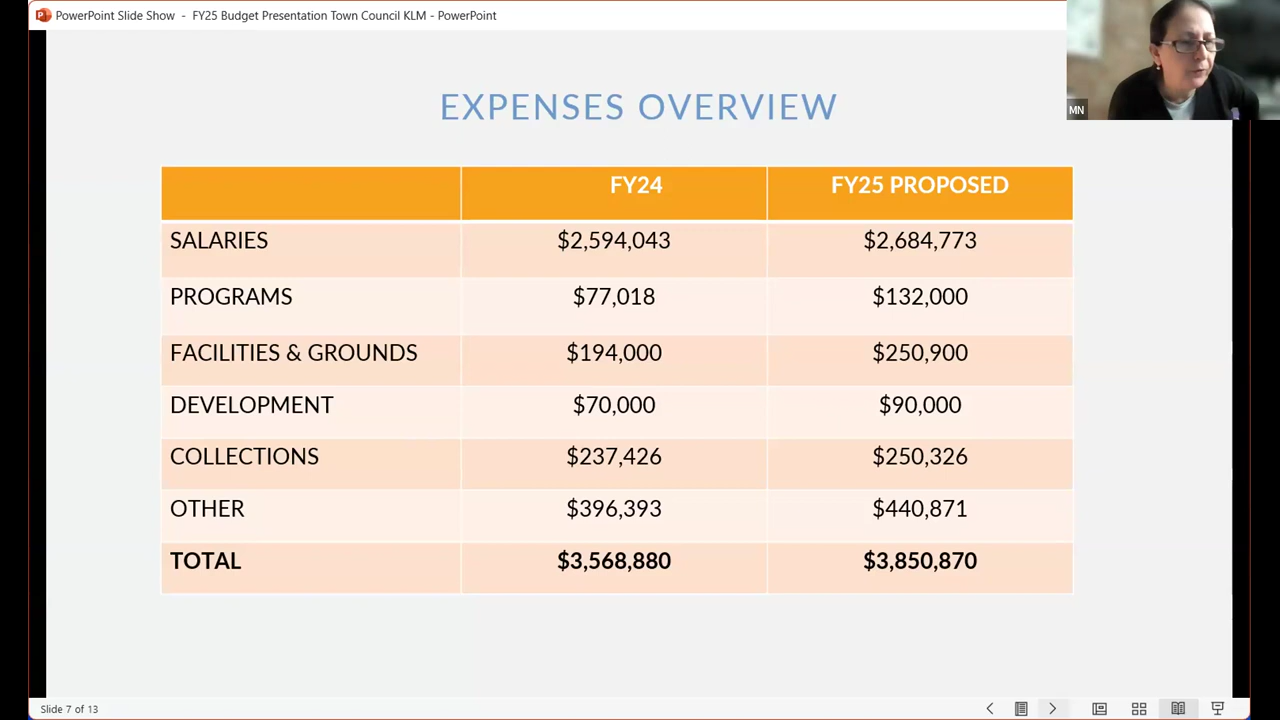 PowerPoint Slide Show - FY25 Budget Presentation Town Council KLM - PowerPoint
MN
EXPENSES OVERVIEW
FY24 FY25 PROPOSED
SALARIES $2,594,043 $2,684,773
PROGRAMS $77,018 $132,000
FACILITIES & GROUNDS $194,000 $250,900
DEVELOPMENT $70,000 $90,000
COLLECTIONS $237,426 $250,326
OTHER $396,393 $440,871
TOTAL $3,568,880 $3,850,870
Slide 7 of 13